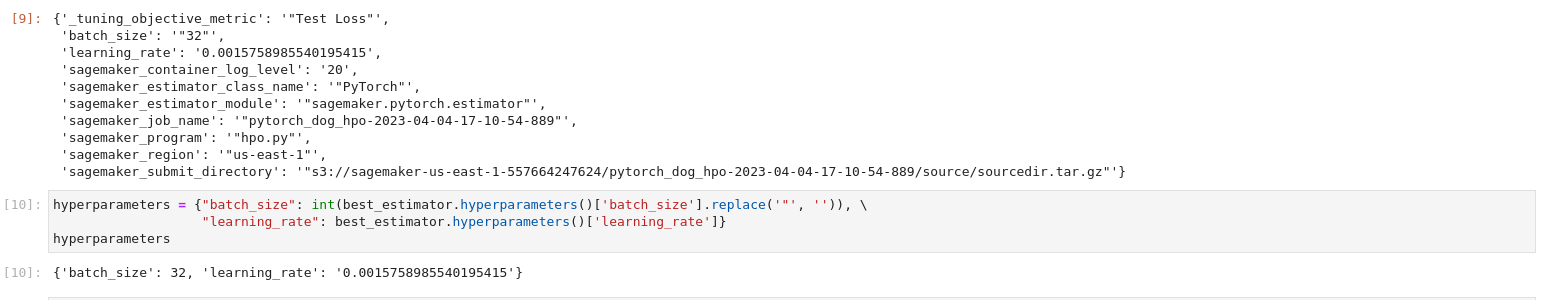 [9]: {'_tuning_objective_metric': '"Test Loss"',
'batch_size': '"32"',
'learning_rate': '0.0015758985540195415',
'sagemaker_container_log_level': '20',
'sagemaker_estimator_class_name': '"PyTorch"',
'sagemaker_estimator_module': '"sagemaker.pytorch.estimator"',
'sagemaker_job_name': '"pytorch_dog_hpo-2023-04-04-17-10-54-889"',
'sagemaker_program': '"hpo.py"',
'sagemaker_region': '"us-east-1"',
'sagemaker_submit_directory': '"s3://sagemaker-us-east-1-557664247624/pytorch_dog_hpo-2023-04-04-17-10-54-889/source/sourcedir.tar.gz"'}
[10]: hyperparameters = {"batch_size": int(best_estimator.hyperparameters()['batch_size'].replace('"', '')), \
"learning_rate": best_estimator.hyperparameters()['learning_rate']}
hyperparameters
[10]: {'batch_size': 32, 'learning_rate': '0.0015758985540195415'}